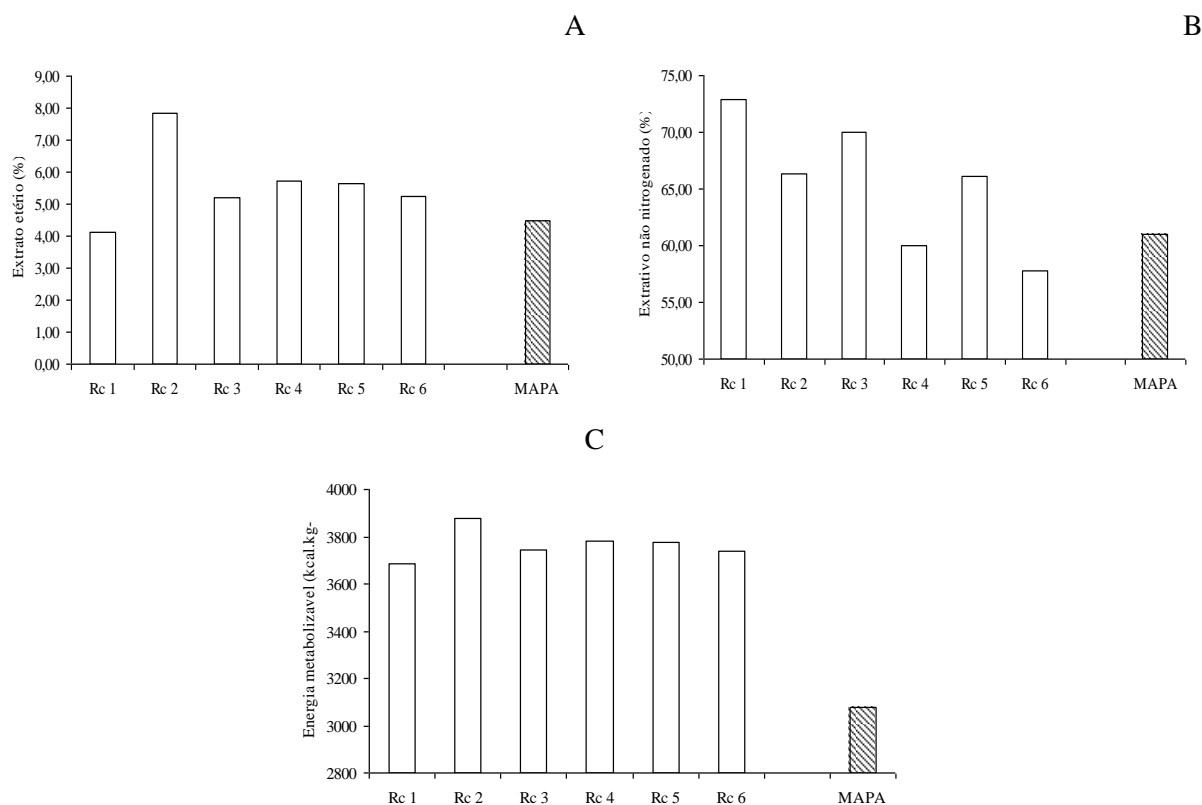 A
Extrato etério (%)
9,00
8,00
7,00
6,00
5,00
4,00
3,00
2,00
1,00
0,00
Rc 1 Rc 2 Rc 3 Rc 4 Rc 5 Rc 6 MAPA
B
Extrativo não nitrogenado (%)
75,00
70,00
65,00
60,00
55,00
50,00
Rc 1 Rc 2 Rc 3 Rc 4 Rc 5 Rc 6 MAPA
C
Energia metabolizavel (kcal.kg-
4000
3800
3600
3400
3200
3000
2800
Rc 1 Rc 2 Rc 3 Rc 4 Rc 5 Rc 6 MAPA